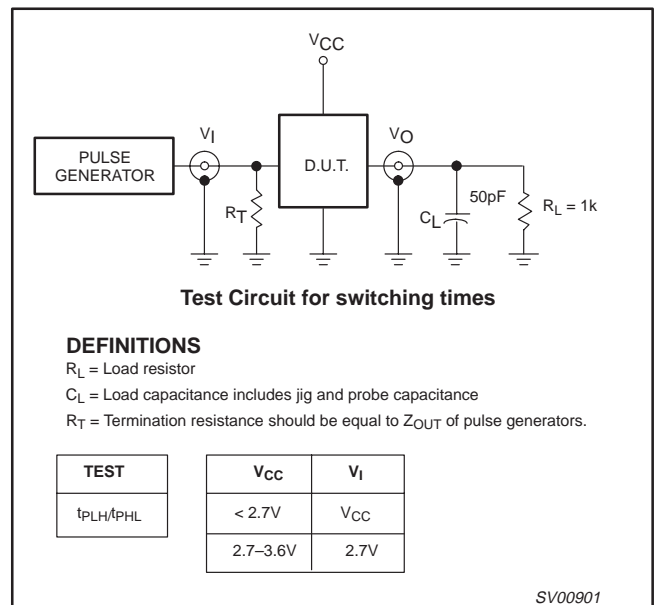 VCC
VI
VO
PULSE
GENERATOR
D.U.T.
RT
50pF
CL
RL = 1k
Test Circuit for switching times
DEFINITIONS
RL = Load resistor
CL = Load capacitance includes jig and probe capacitance
RT = Termination resistance should be equal to ZOUT of pulse generators.
TEST
tPLH/tPHL
VCC VI
< 2.7V VCC
2.7–3.6V 2.7V
SV00901